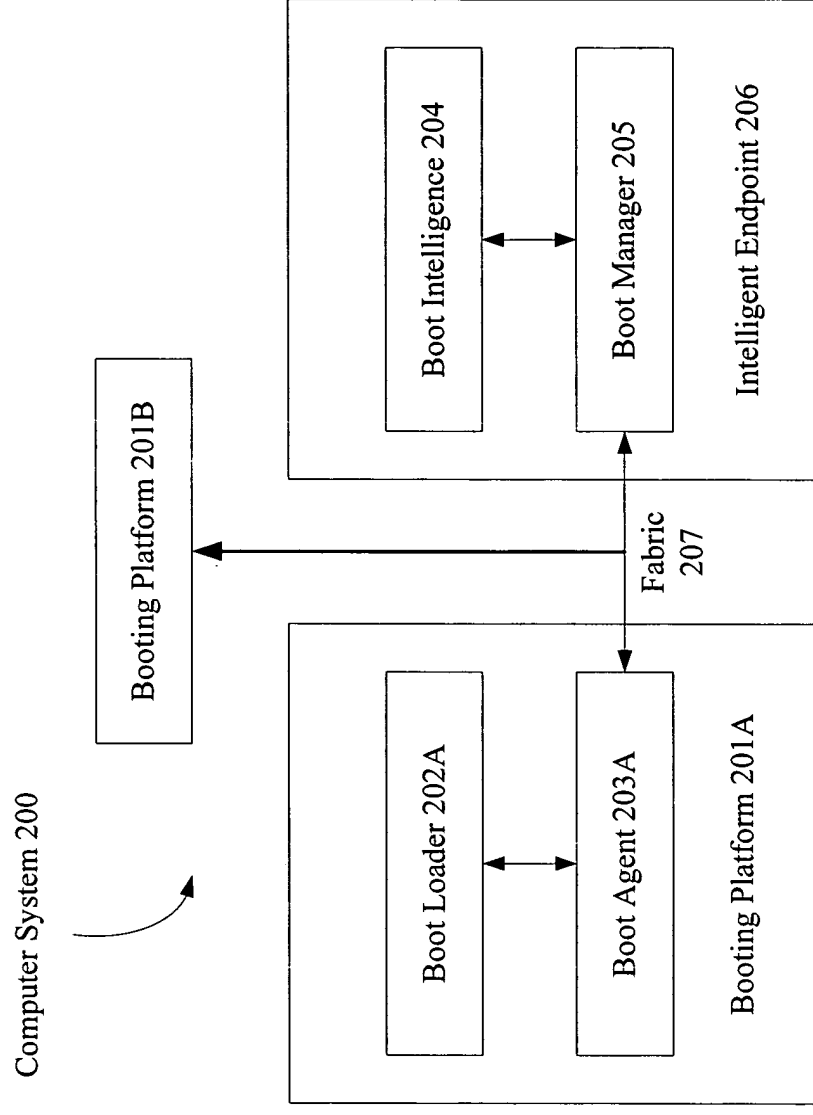 Computer System 200
Booting Platform 201B
Boot Loader 202A
Boot Agent 203A
Booting Platform 201A
Fabric
207
Boot Intelligence 204
Boot Manager 205
Intelligent Endpoint 206